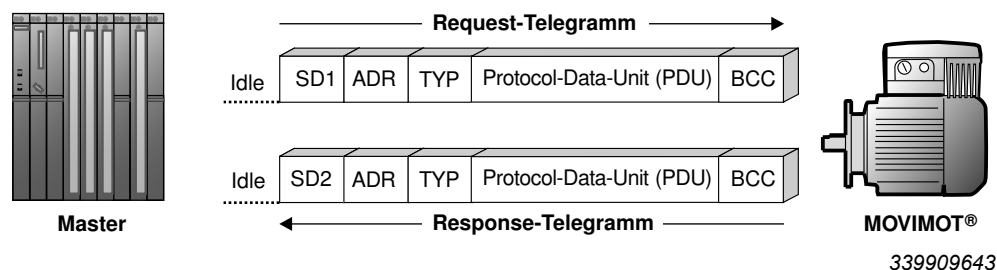 Request-Telegramm
Idle SD1 ADR TYP Protocol-Data-Unit (PDU) BCC
Idle SD2 ADR TYP Protocol-Data-Unit (PDU) BCC
Master Response-Telegramm MOVIMOT®
339909643